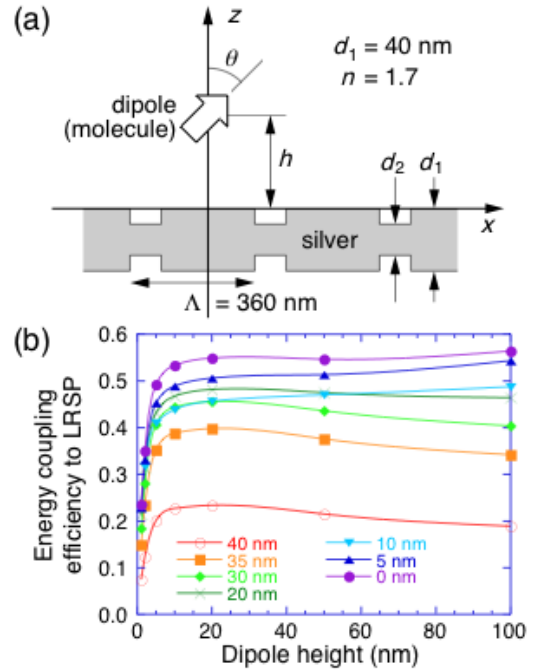 (a)
z
θ
d₁ = 40 nm
n = 1.7
dipole
(molecule)
h
d₂ d₁
silver
x
Λ = 360 nm
(b)
Energy coupling
efficiency to LRSP
0.6
0.5
0.4
0.3
0.2
0.1
0.0
40 nm 10 nm
35 nm 5 nm
30 nm 0 nm
20 nm
0 20 40 60 80 100
Dipole height (nm)